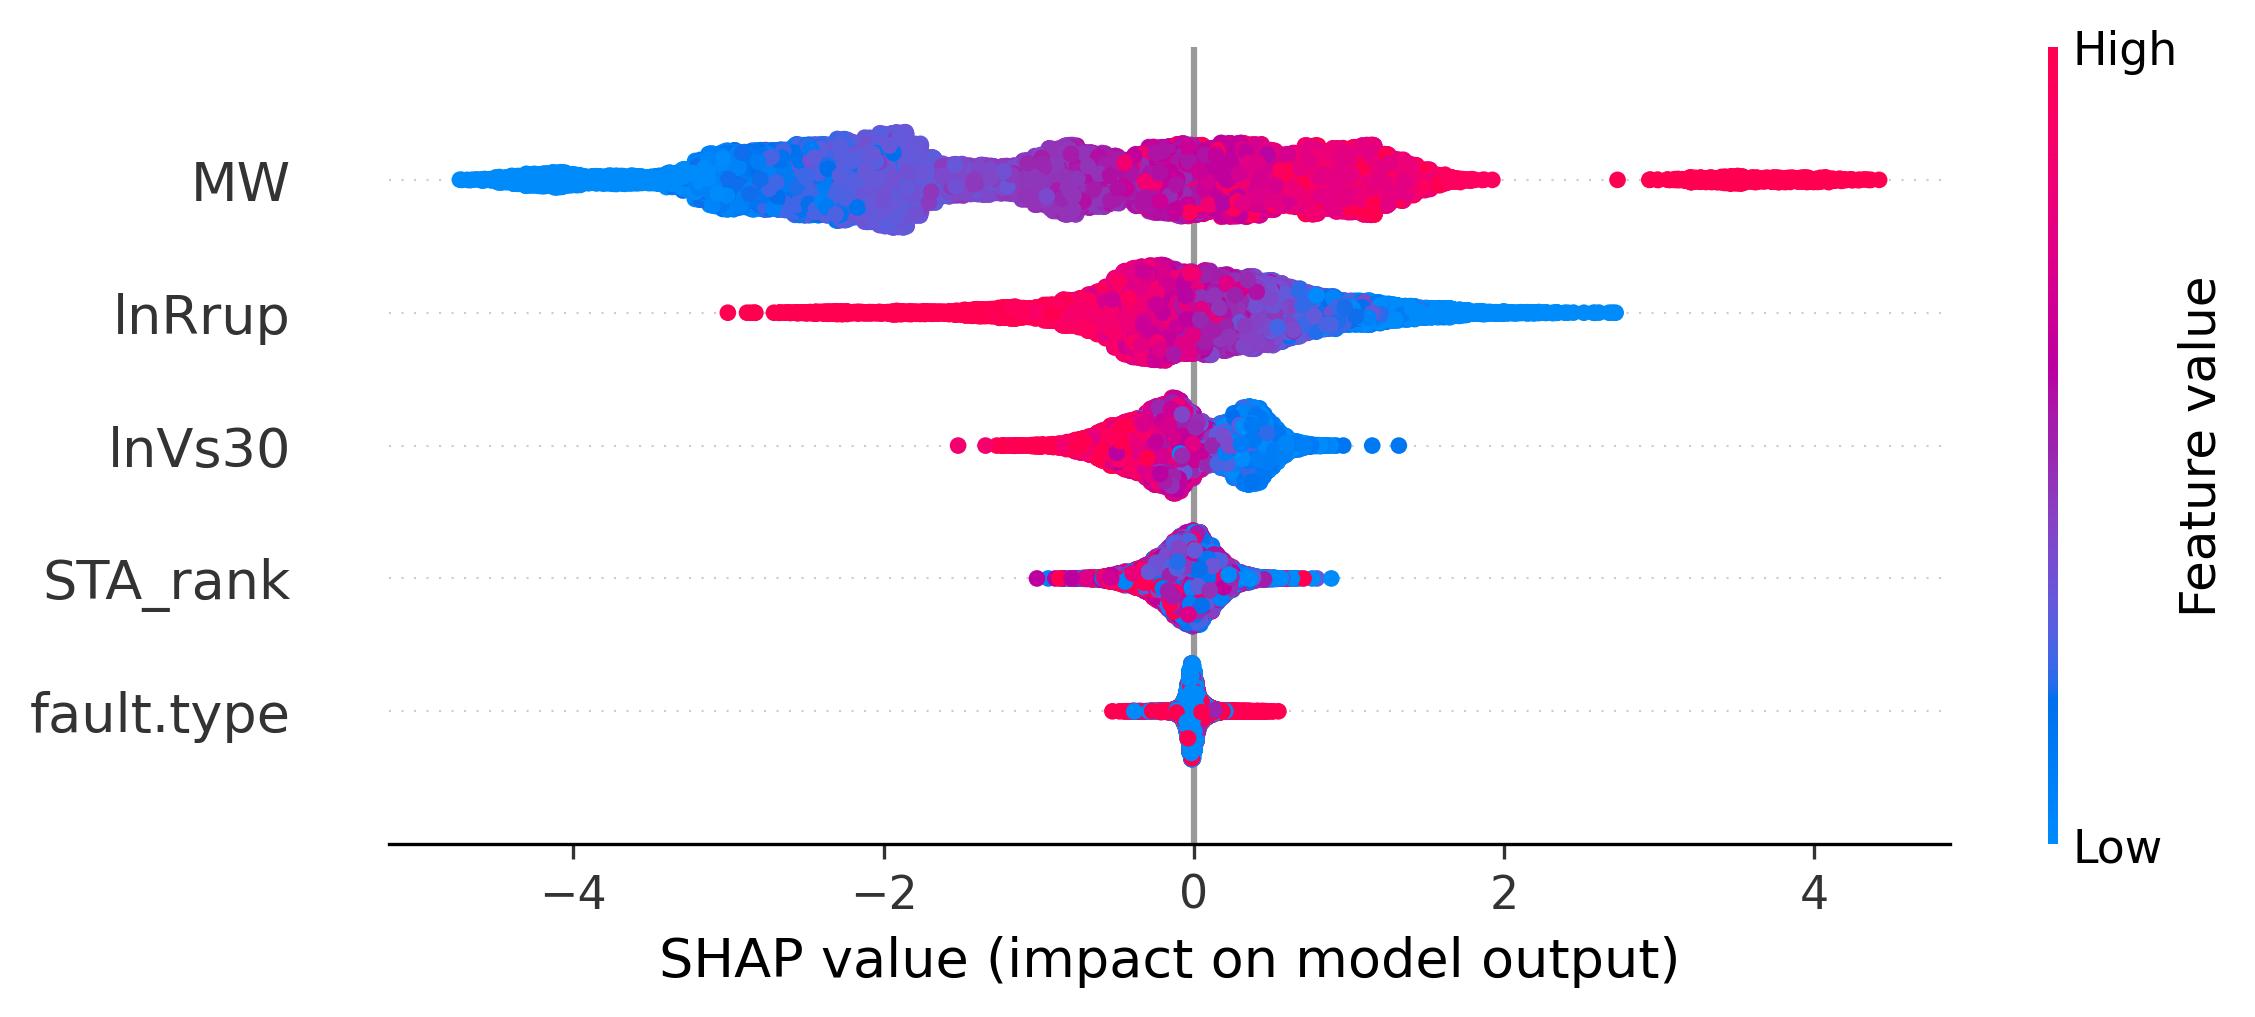 High
MW
lnRrup
lnVs30
STA_rank
fault.type
Feature value
Low
−4 −2 0 2 4
SHAP value (impact on model output)